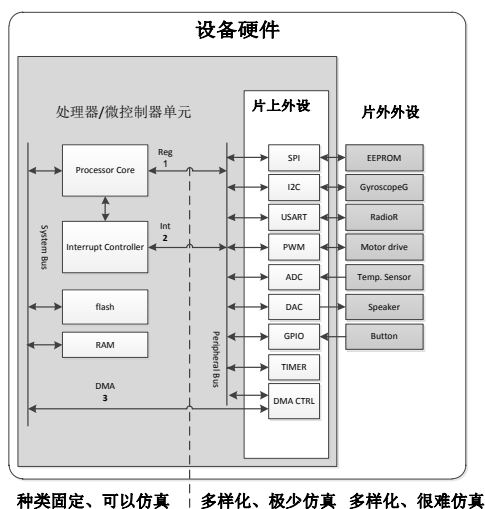 设备硬件
处理器/微控制器单元
片上外设
片外外设
Reg
1
Processor Core
SPI
EEPROM
I2C
GyroscopeG
USART
RadioR
System Bus
Int
2
Interrupt Controller
PWM
Motor drive
ADC
Temp. Sensor
flash
DAC
Speaker
Peripheral Bus
GPIO
Button
RAM
TIMER
DMA
3
DMA CTRL
种类固定、可以仿真
多样化、极少仿真
多样化、很难仿真